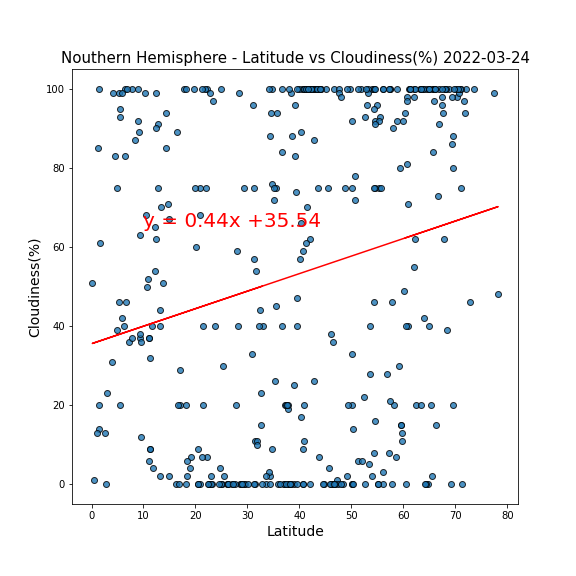 Nouthern Hemisphere - Latitude vs Cloudiness(%) 2022-03-24
100
80
y = 0.44x +35.54
60
40
20
0
Cloudiness(%)
0 10 20 30 40 50 60 70 80
Latitude